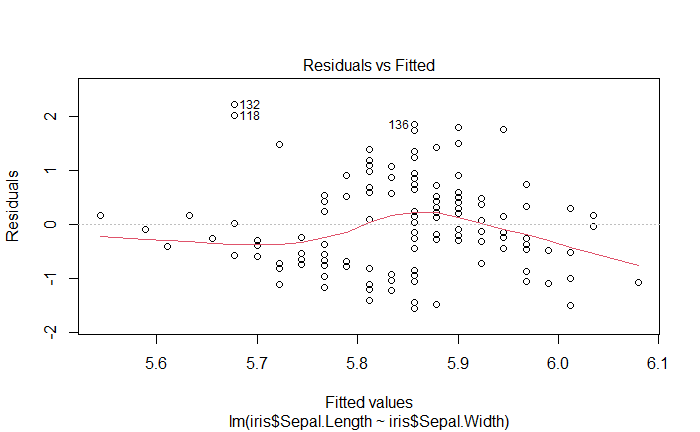 Residuals vs Fitted
Residuals
2
1
0
-1
-2
132
118
136
5.6 5.7 5.8 5.9 6.0 6.1
Fitted values
lm(iris$Sepal.Length ~ iris$Sepal.Width)